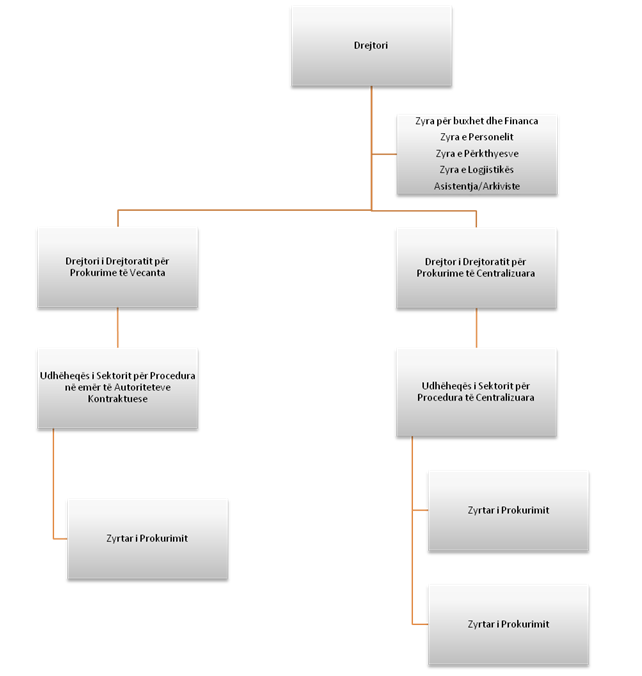 Drejtori
Zyra për buxhet dhe Financa
Zyra e Personelit
Zyra e Përkthyesve
Zyra e Logjistikës
Asistentja/Arkiviste
Drejtori i Drejtoratit për
Prokurime të Vecanta
Drejtor i Drejtoratit për
Prokurime të Centralizuara
Udhëheqës i Sektorit për Procedura
në emër të Autoriteteve
Kontraktuese
Udhëheqës i Sektorit për
Procedura të Centralizuara
Zyrtar i Prokurimit
Zyrtar i Prokurimit
Zyrtar i Prokurimit